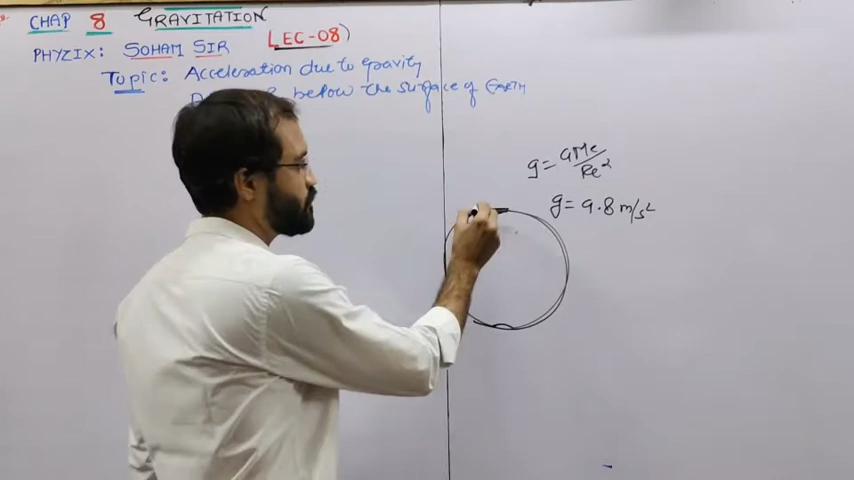 CHAP 8 GRAVITATION
PHYZIX: SOHAM SIR LEC-08)
Topic: Acceleration due to gravity
below the surface of EARTH
g = GMe/Re²
g = 9.8 m/s²